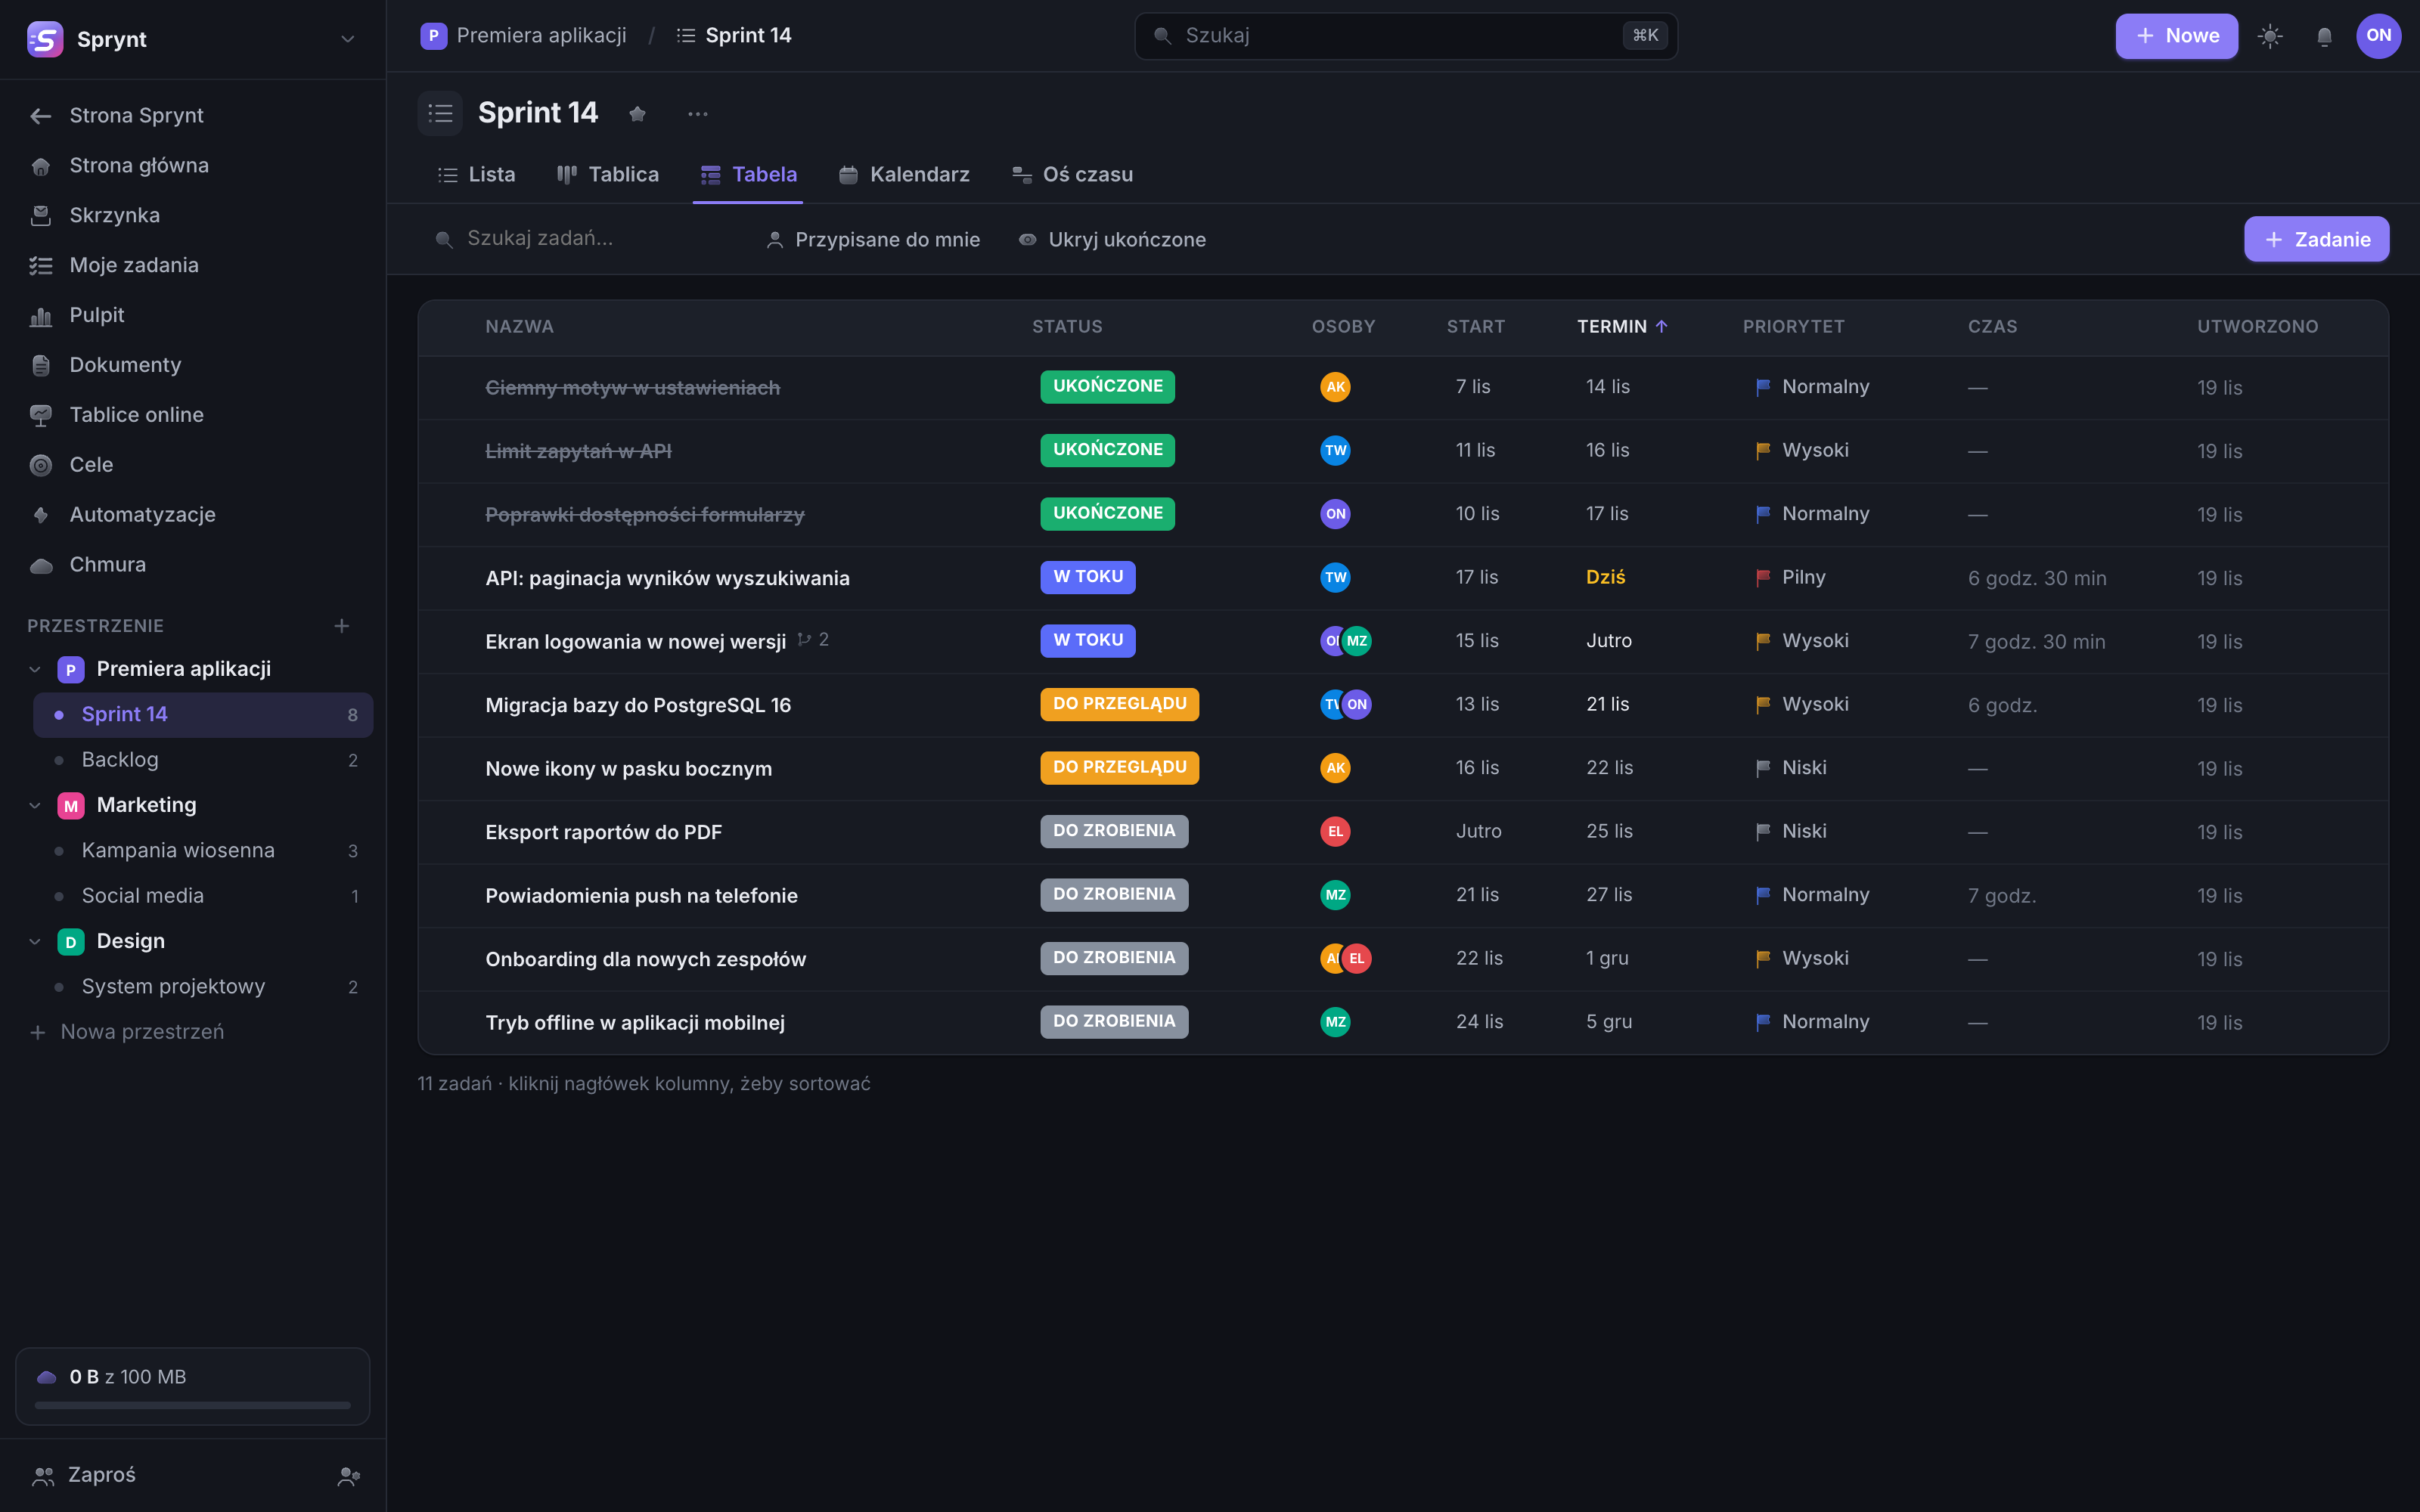 Sprynt
Strona Sprynt
Strona główna
Skrzynka
Moje zadania
Pulpit
Dokumenty
Tablice online
Cele
Automatyzacje
Chmura
PRZESTRZENIE
P Premiera aplikacji
Sprint 14 8
Backlog 2
M Marketing
Kampania wiosenna 3
Social media 1
D Design
System projektowy 2
Nowa przestrzeń
0 B z 100 MB
Zaproś
P Premiera aplikacji / Sprint 14
Szukaj ⌘K
+ Nowe
ON
Sprint 14
Lista Tablica Tabela Kalendarz Oś czasu
Szukaj zadań... Przypisane do mnie Ukryj ukończone + Zadanie
NAZWA STATUS OSOBY START TERMIN ↑ PRIORYTET CZAS UTWORZONO
Ciemny motyw w ustawieniach UKOŃCZONE AK 7 lis 14 lis Normalny — 19 lis
Limit zapytań w API UKOŃCZONE TW 11 lis 16 lis Wysoki — 19 lis
Poprawki dostępności formularzy UKOŃCZONE ON 10 lis 17 lis Normalny — 19 lis
API: paginacja wyników wyszukiwania W TOKU TW 17 lis Dziś Pilny 6 godz. 30 min 19 lis
Ekran logowania w nowej wersji 2 W TOKU MZ 15 lis Jutro Wysoki 7 godz. 30 min 19 lis
Migracja bazy do PostgreSQL 16 DO PRZEGLĄDU ON 13 lis 21 lis Wysoki 6 godz. 19 lis
Nowe ikony w pasku bocznym DO PRZEGLĄDU AK 16 lis 22 lis Niski — 19 lis
Eksport raportów do PDF DO ZROBIENIA EL Jutro 25 lis Niski — 19 lis
Powiadomienia push na telefonie DO ZROBIENIA MZ 21 lis 27 lis Normalny 7 godz. 19 lis
Onboarding dla nowych zespołów DO ZROBIENIA EL 22 lis 1 gru Wysoki — 19 lis
Tryb offline w aplikacji mobilnej DO ZROBIENIA MZ 24 lis 5 gru Normalny — 19 lis
11 zadań · kliknij nagłówek kolumny, żeby sortować